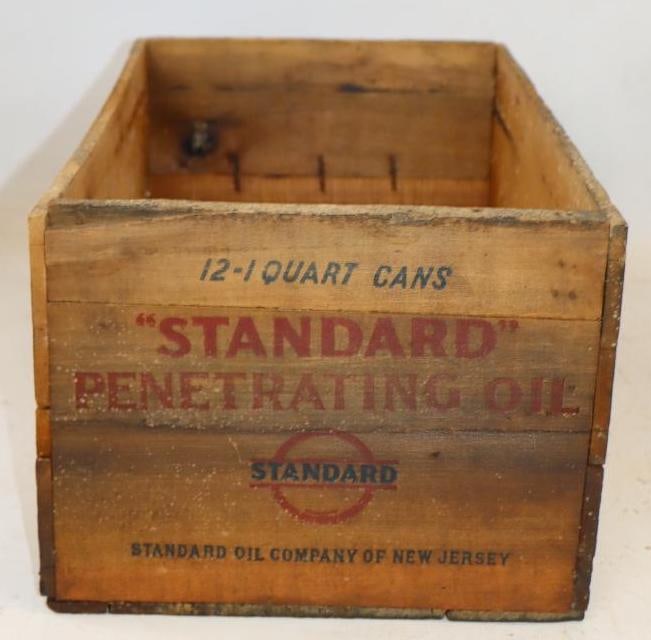 12-1 QUART CANS
"STANDARD"
PENETRATING OIL
STANDARD
STANDARD OIL COMPANY OF NEW JERSEY